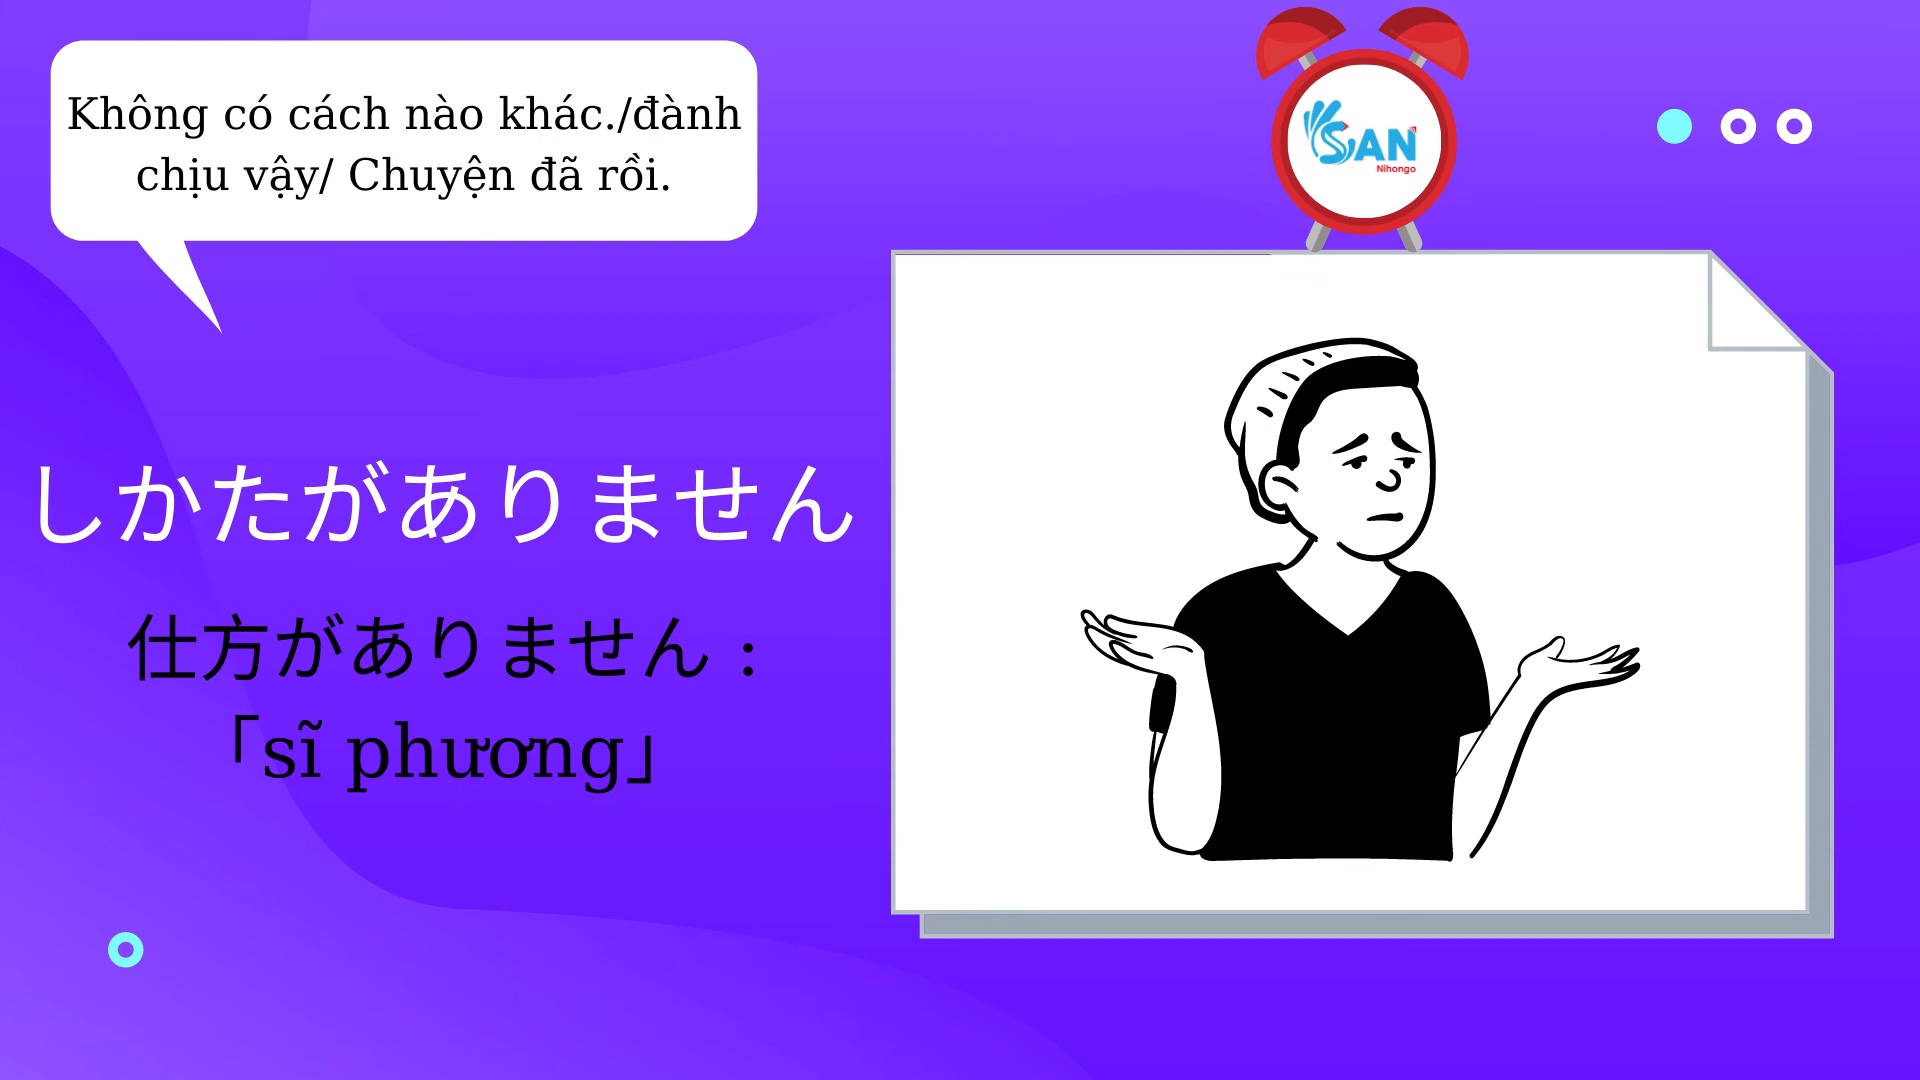 Không có cách nào khác./đành
chịu vậy/ Chuyện đã rồi.
SAN
Nihongo
しかたがありません
仕方がありません :
「sĩ phương」